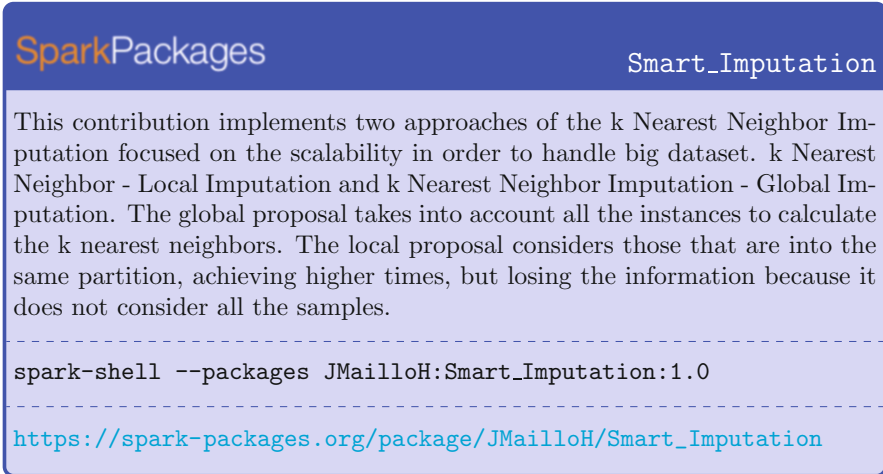 SparkPackages
Smart_Imputation
This contribution implements two approaches of the k Nearest Neighbor Im-
putation focused on the scalability in order to handle big dataset. k Nearest
Neighbor - Local Imputation and k Nearest Neighbor Imputation - Global Im-
putation. The global proposal takes into account all the instances to calculate
the k nearest neighbors. The local proposal considers those that are into the
same partition, achieving higher times, but losing the information because it
does not consider all the samples.
spark-shell --packages JMailloH:Smart_Imputation:1.0
https://spark-packages.org/package/JMailloH/Smart_Imputation